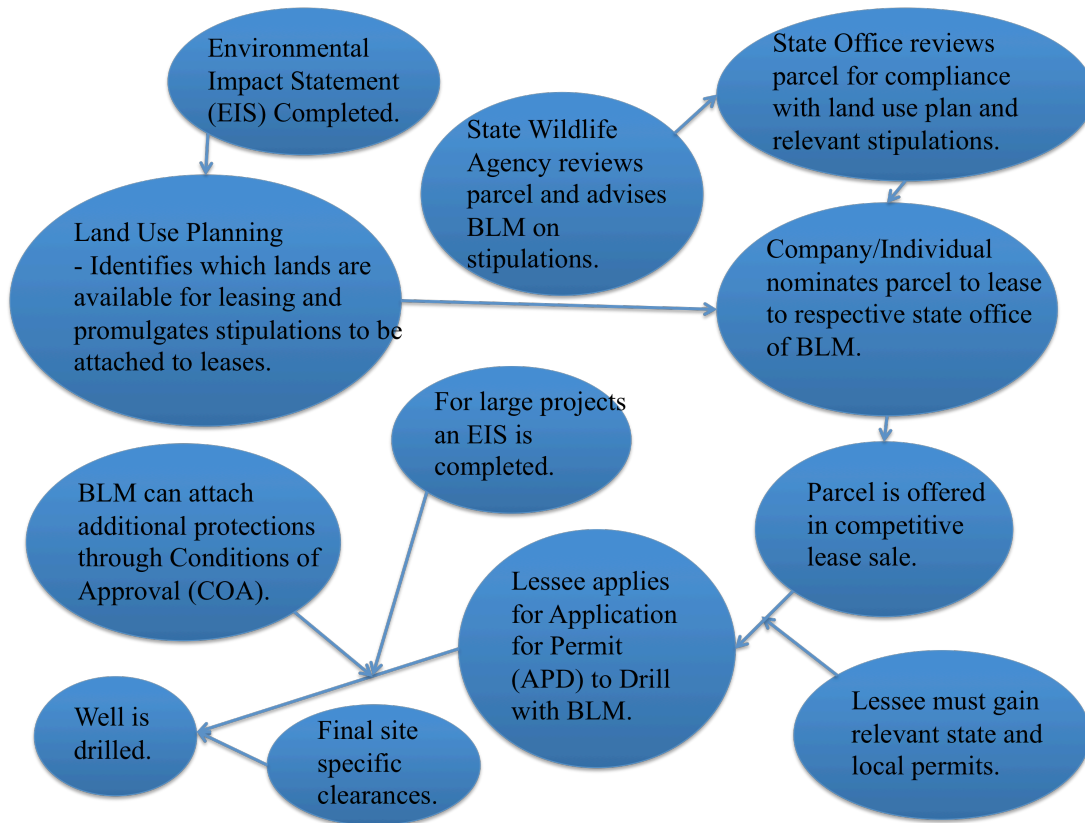 Environmental
Impact Statement
(EIS) Completed.
State Office reviews
parcel for compliance
with land use plan and
relevant stipulations.
State Wildlife
Agency reviews
parcel and advises
BLM on
stipulations.
Land Use Planning
- Identifies which lands are
available for leasing and
promulgates stipulations to be
attached to leases.
Company/Individual
nominates parcel to lease
to respective state office
of BLM.
For large projects
an EIS is
completed.
BLM can attach
additional protections
through Conditions of
Approval (COA).
Parcel is offered
in competitive
lease sale.
Lessee applies
for Application
for Permit
(APD) to Drill
with BLM.
Well is
drilled.
Final site
specific
clearances.
Lessee must gain
relevant state and
local permits.